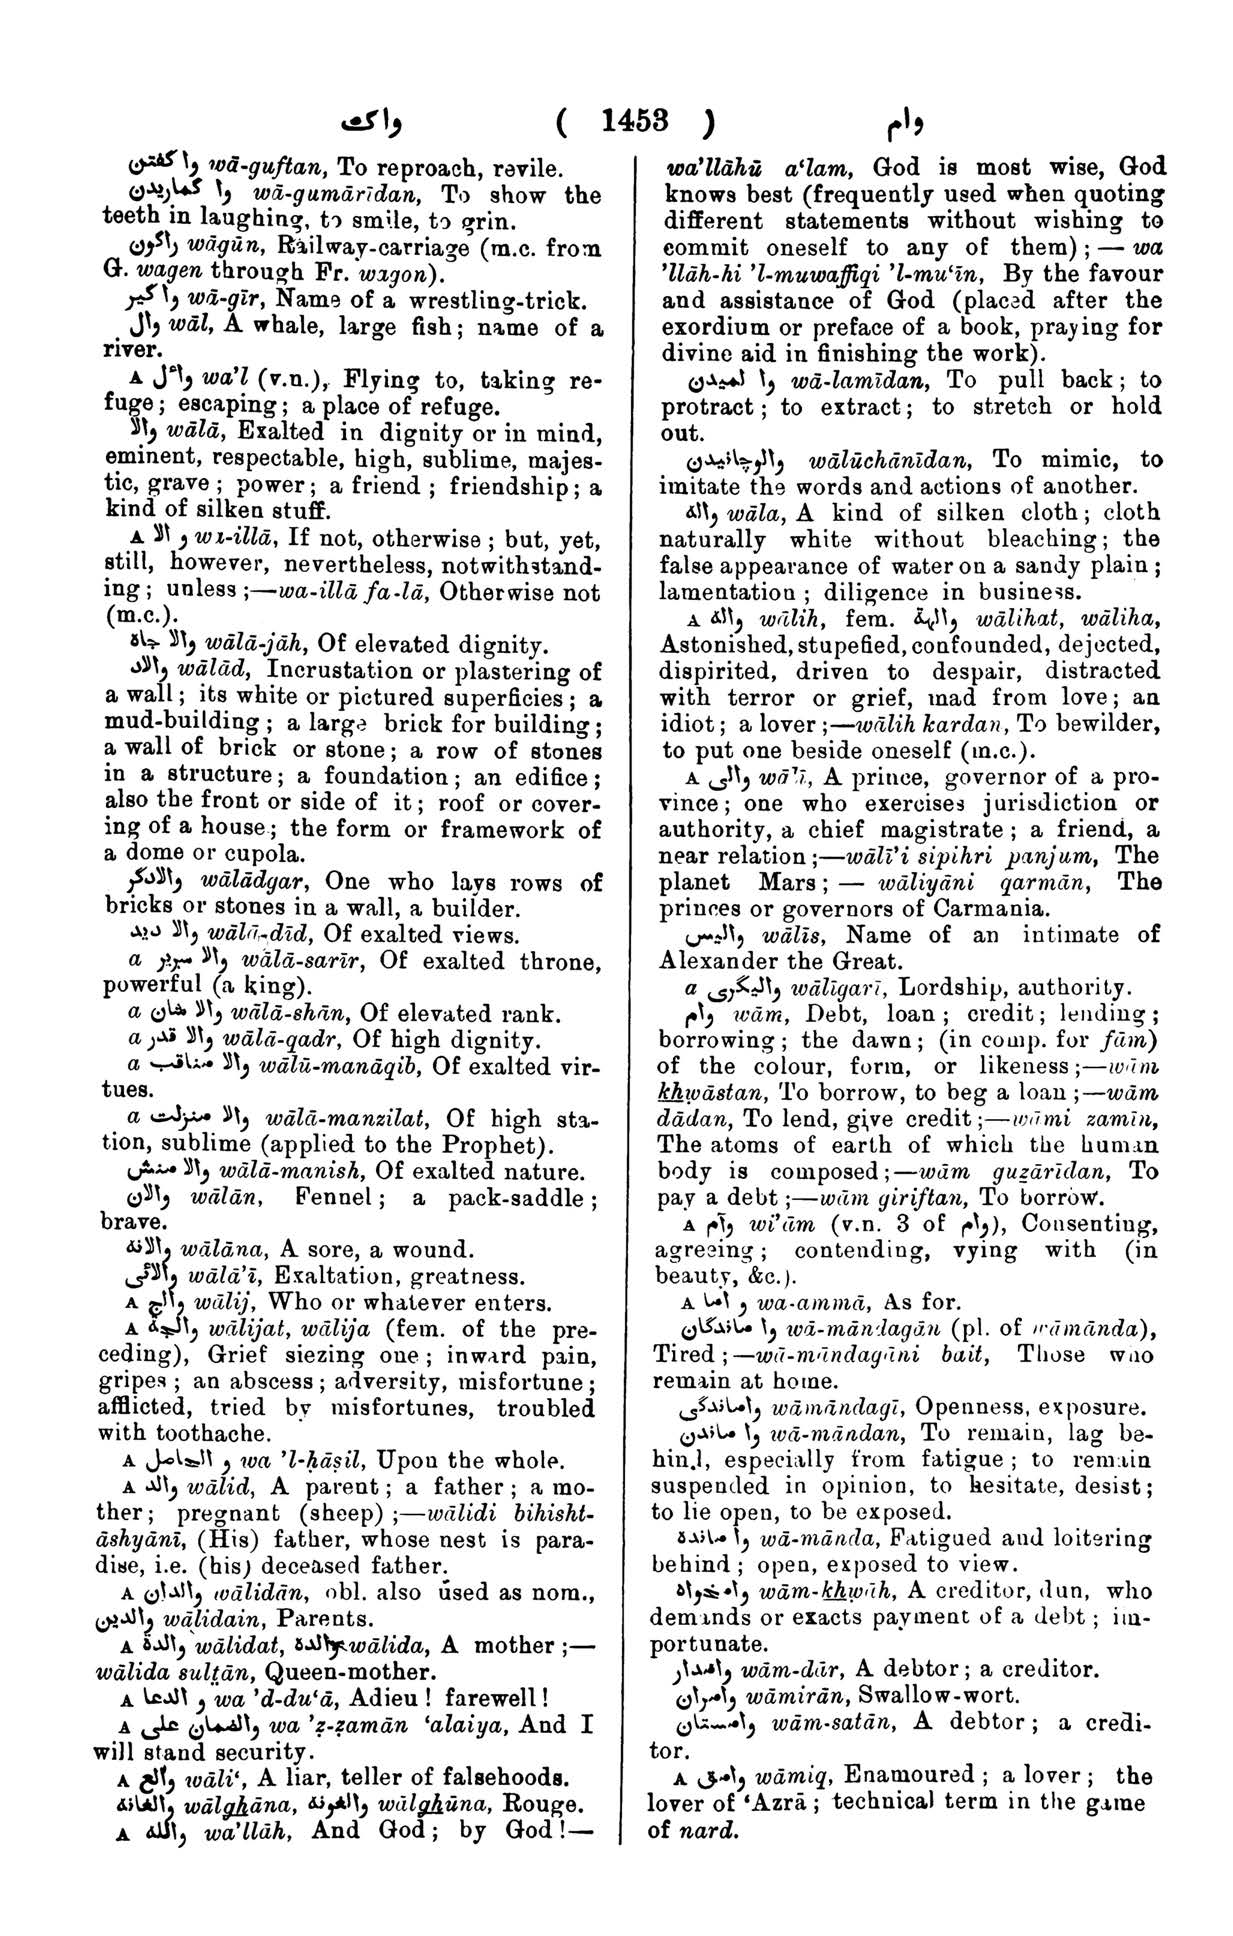 واک ( 1453 ) وام
وا گفتن wā-guftan, To reproach, revile.
وا گماریدن wā-gumārīdan, To show the
teeth in laughing, to smile, to grin.
واگون wāgūn, Railway-carriage (m.c. from
G. wagen through Fr. wagon).
وا گیر wā-gīr, Name of a wrestling-trick.
وال wāl, A whale, large fish; name of a
river.
A وأل wa'l (v.n.), Flying to, taking re-
fuge; escaping; a place of refuge.
والا wālā, Exalted in dignity or in mind,
eminent, respectable, high, sublime, majes-
tic, grave; power; a friend; friendship; a
kind of silken stuff.
A و الا wa-illā, If not, otherwise; but, yet,
still, however, nevertheless, notwithstand-
ing; unless;—wa-illā fa-lā, Otherwise not
(m.c.).
والا جاه wālā-jāh, Of elevated dignity.
والاد wālād, Incrustation or plastering of
a wall; its white or pictured superficies; a
mud-building; a large brick for building;
a wall of brick or stone; a row of stones
in a structure; a foundation; an edifice;
also the front or side of it; roof or cover-
ing of a house; the form or framework of
a dome or cupola.
والادگر wālādgar, One who lays rows of
bricks or stones in a wall, a builder.
والا دید wālā-dīd, Of exalted views.
a والا سریر wālā-sarīr, Of exalted throne,
powerful (a king).
a والا شان wālā-shān, Of elevated rank.
a والا قدر wālā-qadr, Of high dignity.
a والا مناقب wālū-manāqib, Of exalted vir-
tues.
a والا منزلت wālā-manzilat, Of high sta-
tion, sublime (applied to the Prophet).
والا منش wālā-manish, Of exalted nature.
والان wālān, Fennel; a pack-saddle;
brave.
والانه wālāna, A sore, a wound.
والائی wālā'ī, Exaltation, greatness.
A والج wālij, Who or whatever enters.
A والجة wālijat, wālija (fem. of the pre-
ceding), Grief siezing one; inward pain,
gripes; an abscess; adversity, misfortune;
afflicted, tried by misfortunes, troubled
with toothache.
A و الحاصل wa 'l-ḥāṣil, Upon the whole.
A والد wālid, A parent; a father; a mo-
ther; pregnant (sheep);—wālidi bihisht-
āshyānī, (His) father, whose nest is para-
dise, i.e. (his) deceased father.
A والدان wālidān, obl. also used as nom.,
والدین wālidain, Parents.
A والدة wālidat, والده wālida, A mother;—
wālida sulṭān, Queen-mother.
A و الدعا wa 'd-du‘ā, Adieu! farewell!
A والضمان علی wa 'ẓ-ẓamān ‘alaiya, And I
will stand security.
A والع wāli‘, A liar, teller of falsehoods.
والغانه wālghāna, والغونه wālghūna, Rouge.
A والله wa'llāh, And God; by God!—
wa'llāhū a‘lam, God is most wise, God
knows best (frequently used when quoting
different statements without wishing to
commit oneself to any of them);— wa
'llāh-hi 'l-muwaffiqi 'l-mu‘īn, By the favour
and assistance of God (placed after the
exordium or preface of a book, praying for
divine aid in finishing the work).
وا لمیدن wā-lamīdan, To pull back; to
protract; to extract; to stretch or hold
out.
والوچانیدن wālūchānīdan, To mimic, to
imitate the words and actions of another.
واله wāla, A kind of silken cloth; cloth
naturally white without bleaching; the
false appearance of water on a sandy plain;
lamentation; diligence in business.
A واله wālih, fem. والهة wālihat, wāliha,
Astonished, stupefied, confounded, dejected,
dispirited, driven to despair, distracted
with terror or grief, mad from love; an
idiot; a lover;—wālih kardan, To bewilder,
to put one beside oneself (m.c.).
A والی wālī, A prince, governor of a pro-
vince; one who exercises jurisdiction or
authority, a chief magistrate; a friend, a
near relation;—wālī'i sipihri panjum, The
planet Mars;— wāliyāni qarmān, The
princes or governors of Carmania.
والیس wālīs, Name of an intimate of
Alexander the Great.
a والیگری wālīgarī, Lordship, authority.
وام wām, Debt, loan; credit; lending;
borrowing; the dawn; (in comp. for fām)
of the colour, form, or likeness;—wām
khwāstan, To borrow, to beg a loan;—wām
dādan, To lend, give credit;—wāmi zamīn,
The atoms of earth of which the human
body is composed;—wām guẕārīdan, To
pay a debt;—wām giriftan, To borrow.
A وآم wi'ām (v.n. 3 of وام), Consenting,
agreeing; contending, vying with (in
beauty, &c.).
A و اما wa-ammā, As for.
وا ماندگان wā-māndagān (pl. of wāmānda),
Tired;—wā-māndagāni bait, Those who
remain at home.
واماندگی wāmāndagī, Openness, exposure.
وا ماندن wā-māndan, To remain, lag be-
hind, especially from fatigue; to remain
suspended in opinion, to hesitate, desist;
to lie open, to be exposed.
وا مانده wā-mānda, Fatigued and loitering
behind; open, exposed to view.
وامخواه wām-khwāh, A creditor, dun, who
demands or exacts payment of a debt; im-
portunate.
وامدار wām-dār, A debtor; a creditor.
وامران wāmirān, Swallow-wort.
وامستان wām-satān, A debtor; a credi-
tor.
A وامق wāmiq, Enamoured; a lover; the
lover of ‘Azrā; technical term in the game
of nard.